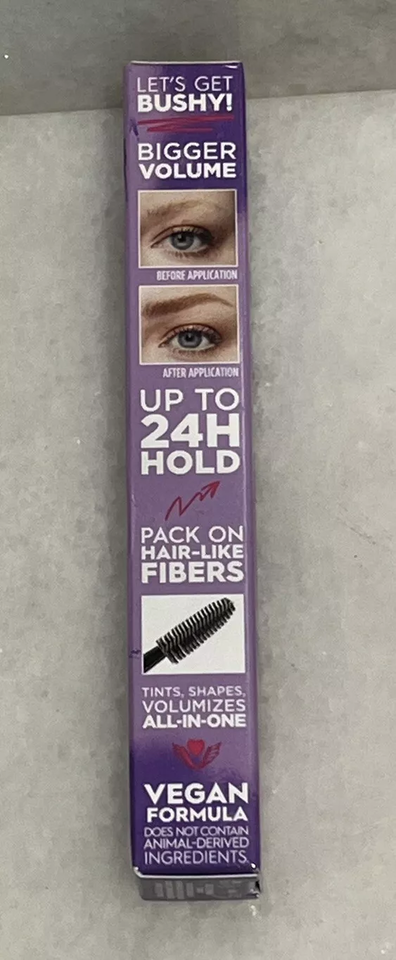 LET'S GET
BUSHY!
BIGGER
VOLUME
BEFORE APPLICATION
AFTER APPLICATION
UP TO
24H
HOLD
PACK ON
HAIR-LIKE
FIBERS
TINTS, SHAPES,
VOLUMIZES
ALL-IN-ONE
VEGAN
FORMULA
DOES NOT CONTAIN
ANIMAL-DERIVED
INGREDIENTS.